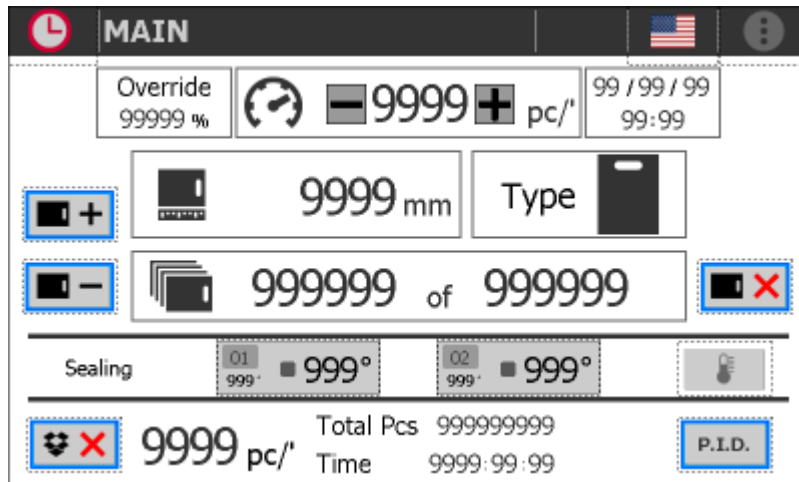 MAIN
Override
99999 %
9999 pc/'
99 / 99 / 99
99:99
9999 mm
Type
999999 of 999999
Sealing
01
999°
999°
02
999°
999°
9999 pc/'
Total Pcs 999999999
Time 9999:99:99
P.I.D.